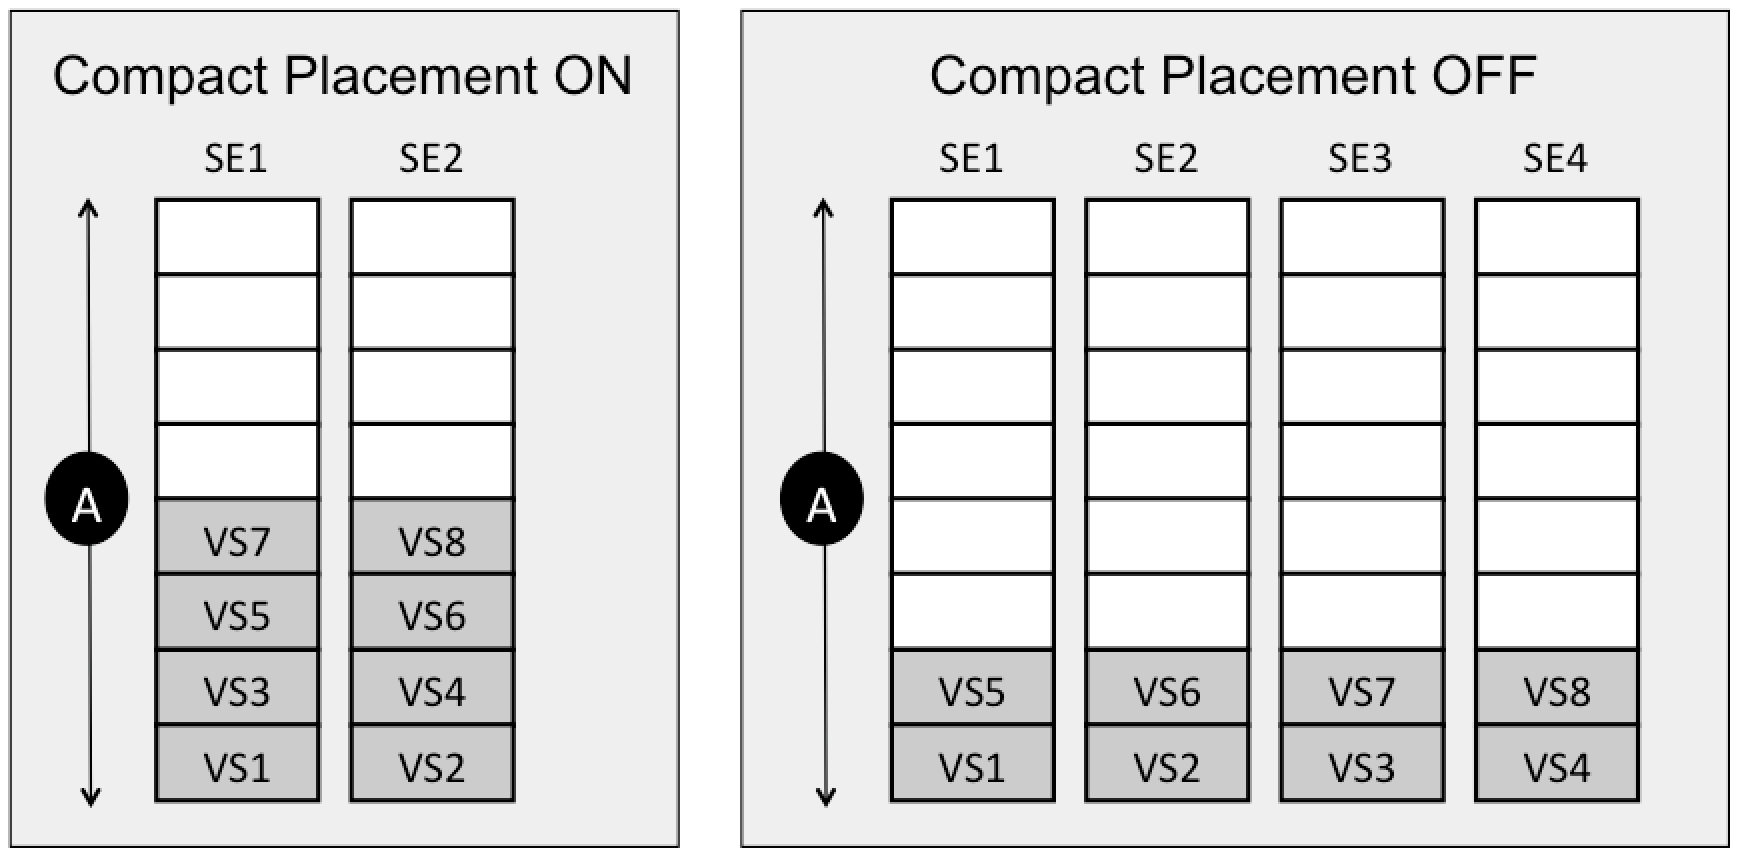 Compact Placement ON
SE1 SE2
A
VS7 VS8
VS5 VS6
VS3 VS4
VS1 VS2
Compact Placement OFF
SE1 SE2 SE3 SE4
A
VS5 VS6 VS7 VS8
VS1 VS2 VS3 VS4